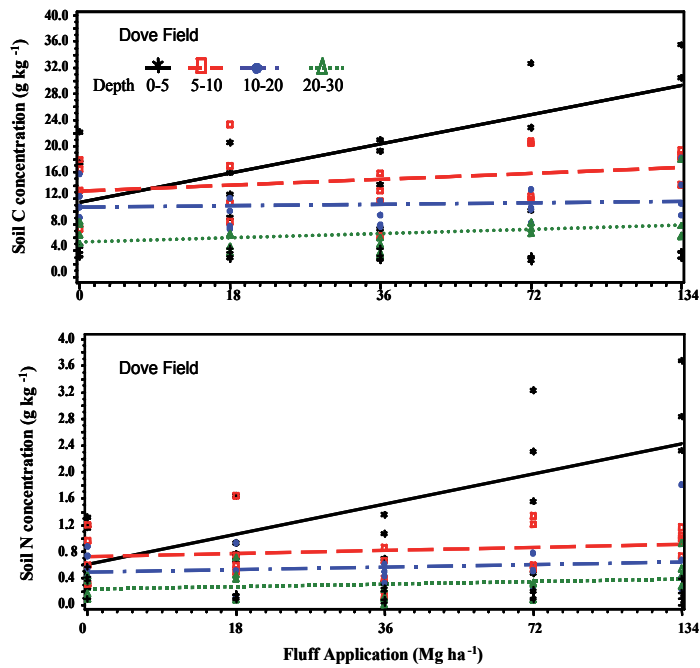 Soil C concentration (g kg -1)
40.0
36.0
32.0
28.0
24.0
20.0
16.0
12.0
8.0
4.0
0.0
Dove Field
Depth 0-5 5-10 10-20 20-30
0 18 36 72 134
Soil N concentration (g kg -1)
4.0
3.6
3.2
2.8
2.4
2.0
1.6
1.2
0.8
0.4
0.0
Dove Field
0 18 36 72 134
Fluff Application (Mg ha-1)